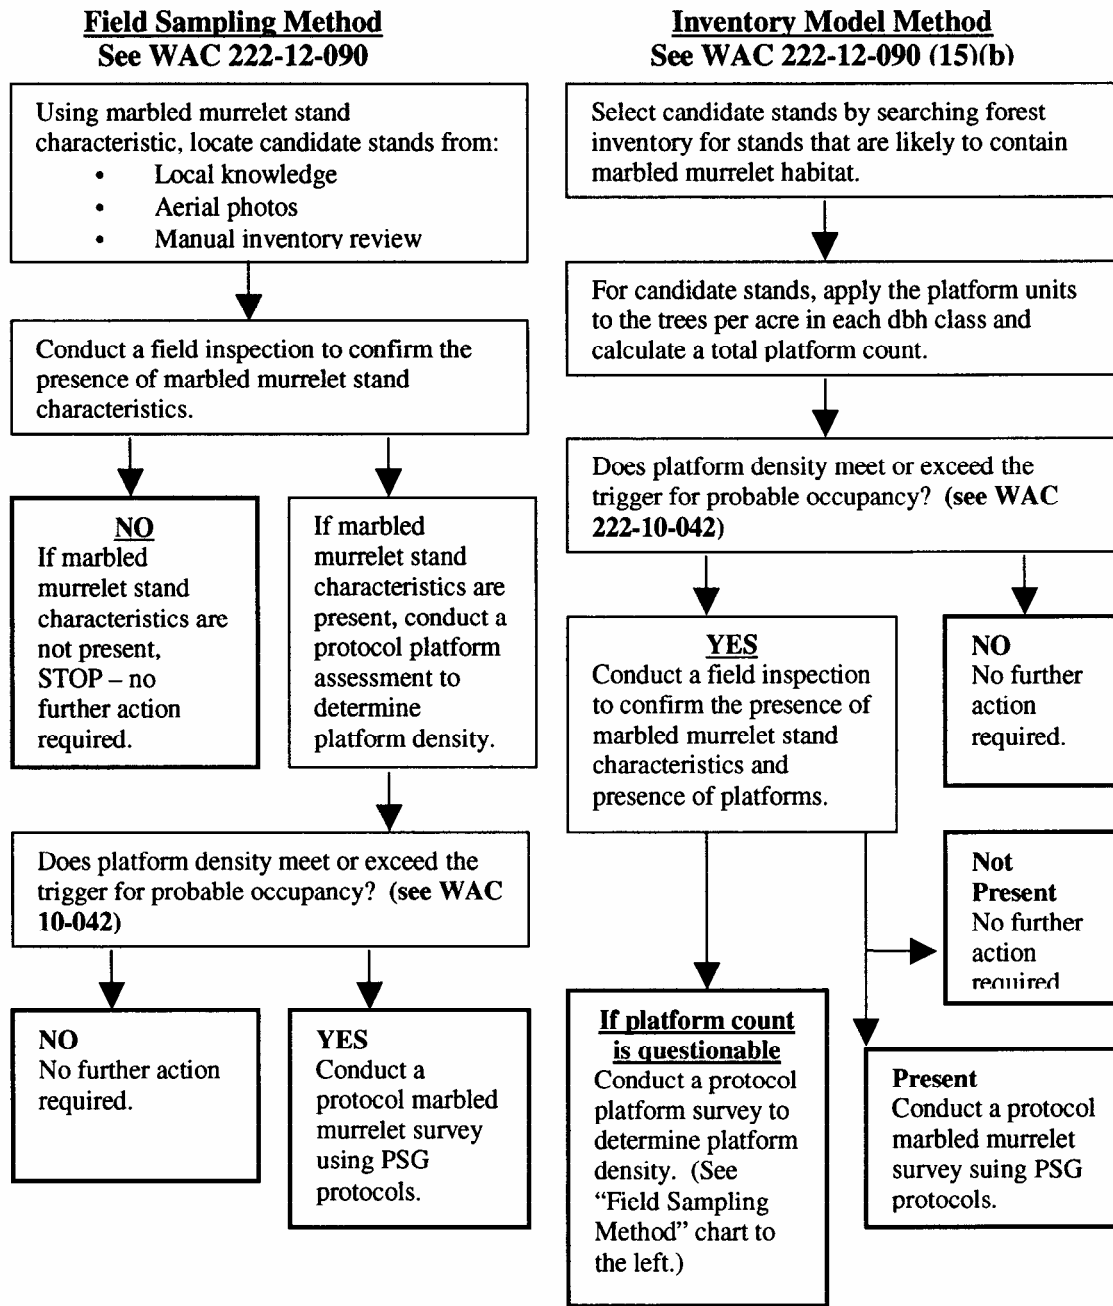 Field Sampling Method
See WAC 222-12-090
Using marbled murrelet stand
characteristic, locate candidate stands from:
• Local knowledge
• Aerial photos
• Manual inventory review
Conduct a field inspection to confirm the
presence of marbled murrelet stand
characteristics.
NO
If marbled
murrelet stand
characteristics are
not present,
STOP – no
further action
required.
If marbled
murrelet stand
characteristics are
present, conduct a
protocol platform
assessment to
determine
platform density.
Does platform density meet or exceed the
trigger for probable occupancy? (see WAC
10-042)
NO
No further action
required.
YES
Conduct a
protocol marbled
murrelet survey
using PSG
protocols.
Inventory Model Method
See WAC 222-12-090 (15)(b)
Select candidate stands by searching forest
inventory for stands that are likely to contain
marbled murrelet habitat.
For candidate stands, apply the platform units
to the trees per acre in each dbh class and
calculate a total platform count.
Does platform density meet or exceed the
trigger for probable occupancy? (see WAC
222-10-042)
YES
Conduct a field inspection
to confirm the presence of
marbled murrelet stand
characteristics and
presence of platforms.
NO
No further
action
required.
Not
Present
No further
action
required
If platform count
is questionable
Conduct a protocol
platform survey to
determine platform
density. (See
“Field Sampling
Method” chart to
the left.)
Present
Conduct a protocol
marbled murrelet
survey suing PSG
protocols.